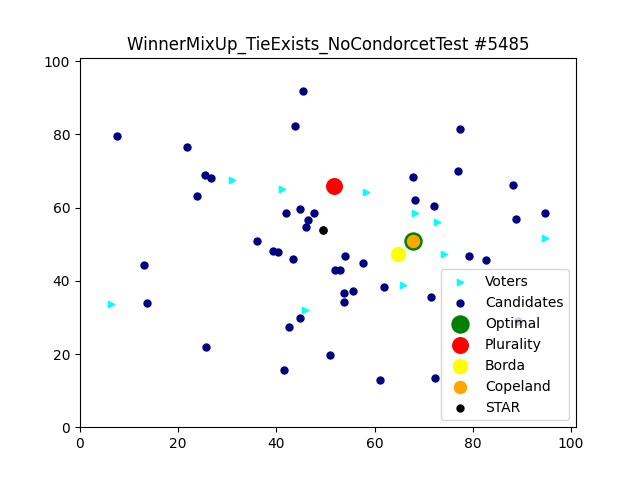 WinnerMixUp_TieExists_NoCondorcetTest #5485
100
80
60
40
20
0
0
20
40
60
80
100
Voters
Candidates
Optimal
Plurality
Borda
Copeland
STAR